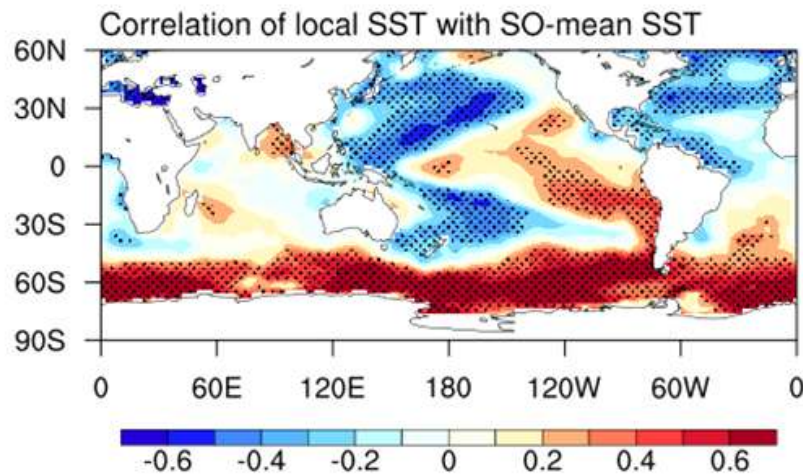 Correlation of local SST with SO-mean SST
60N
30N
0
30S
60S
90S
0 60E 120E 180 120W 60W 0
-0.6 -0.4 -0.2 0 0.2 0.4 0.6